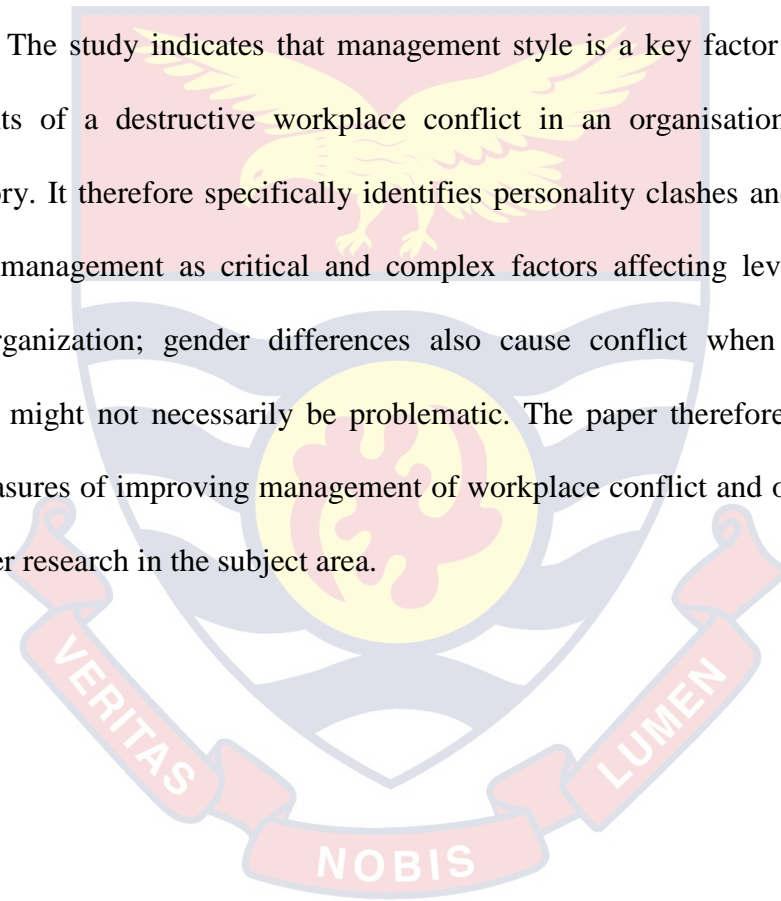 The study indicates that management style is a key factor
ts of a destructive workplace conflict in an organisation
ory. It therefore specifically identifies personality clashes an
management as critical and complex factors affecting lev
rganization; gender differences also cause conflict when
might not necessarily be problematic. The paper therefore
asures of improving management of workplace conflict and o
er research in the subject area.
VERITAS
NOBIS
LUMEN